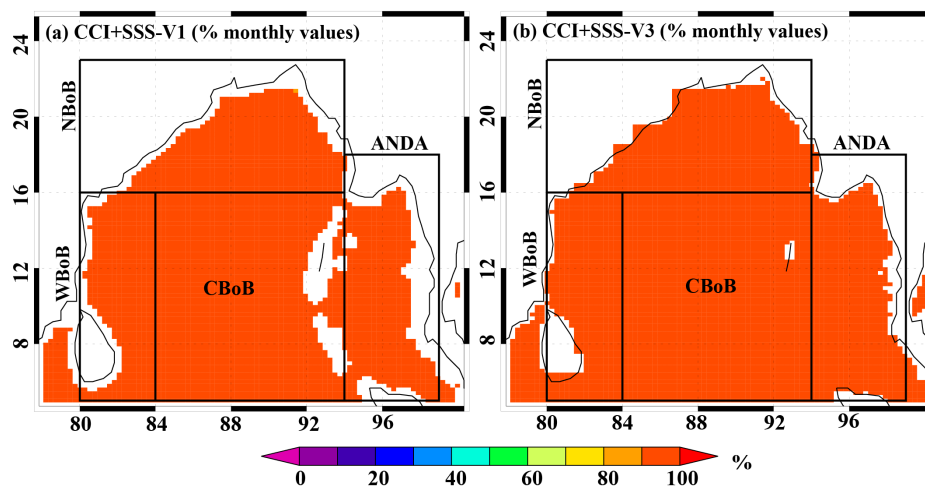 (a) CCI+SSS-V1 (% monthly values)
(b) CCI+SSS-V3 (% monthly values)
24
20
16
12
8
NBoB
WBoB
CBoB
ANDA
NBoB
WBoB
CBoB
ANDA
24
20
16
12
8
80 84 88 92 96
80 84 88 92 96
0 20 40 60 80 100 %